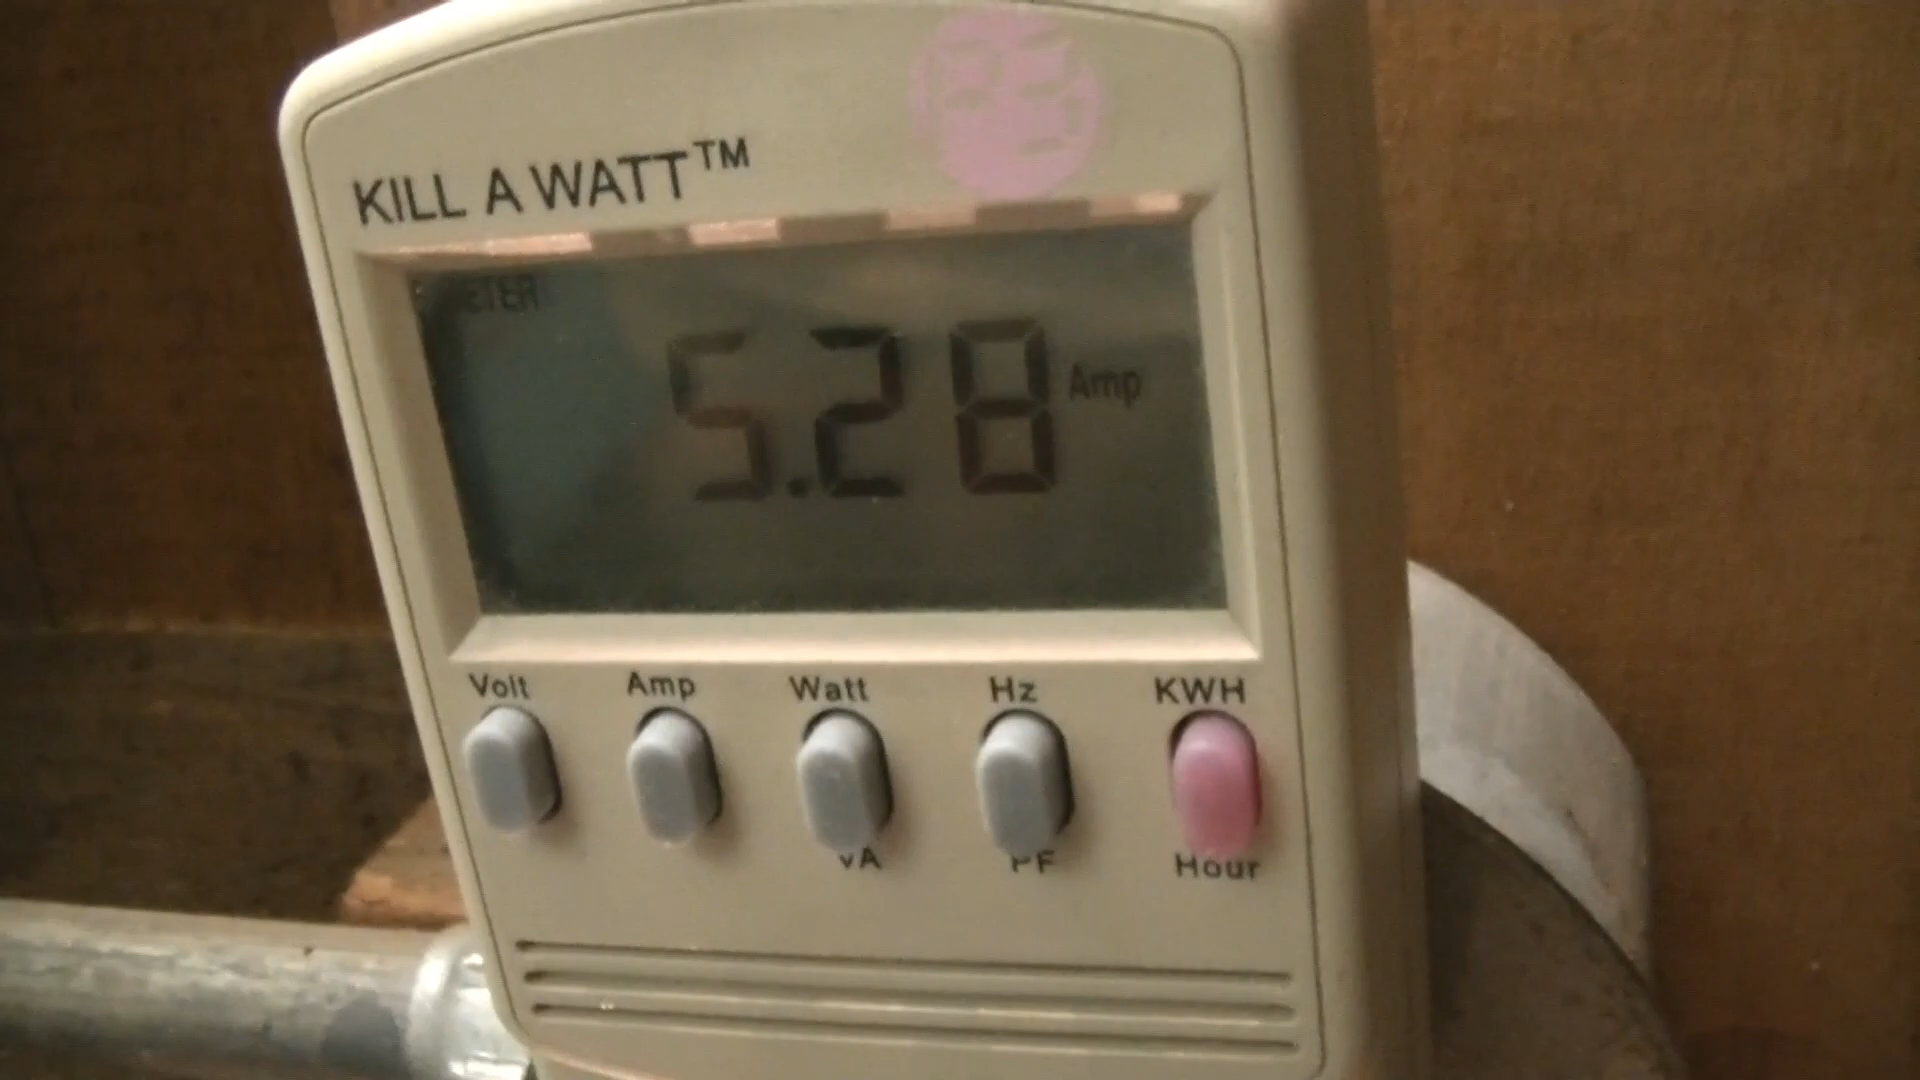 KILL A WATT™
METER
5.28 Amp
Volt Amp Watt Hz KWH
VA PF Hour